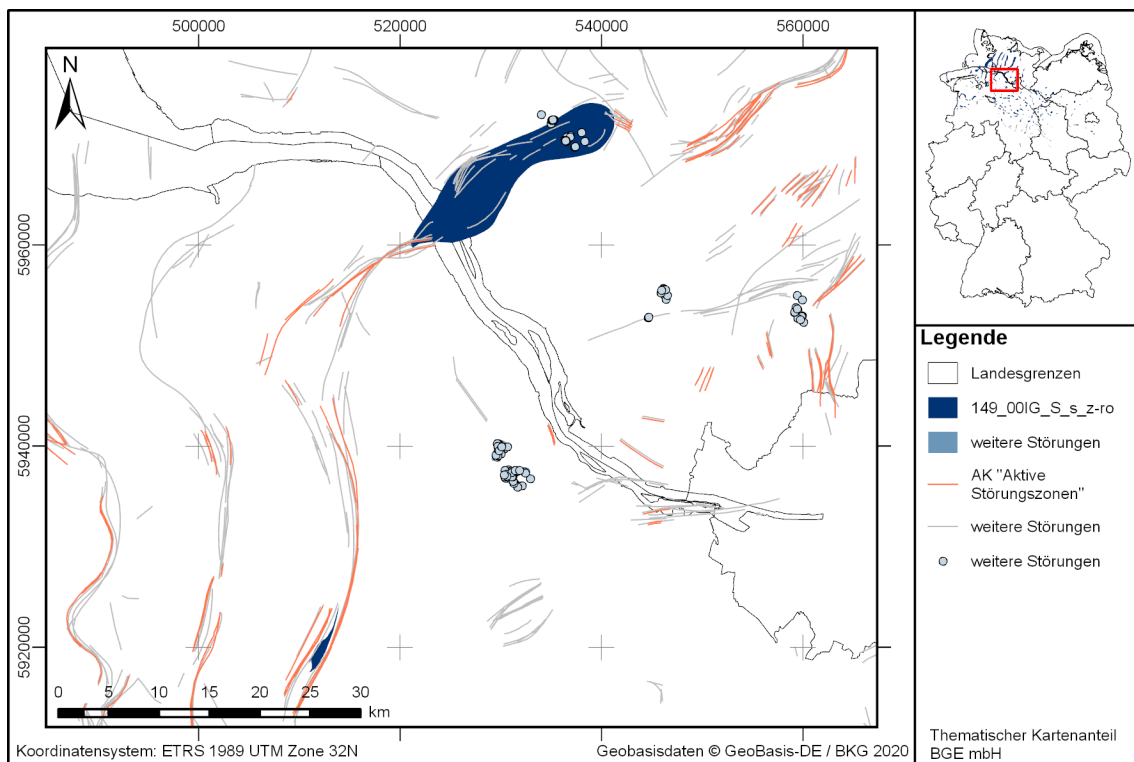 500000
520000
540000
560000
N
5960000
5940000
5920000
0
5
10
15
20
25
30
km
Koordinatensystem: ETRS 1989 UTM Zone 32N
Geobasisdaten © GeoBasis-DE / BKG 2020
Legende
Landesgrenzen
149_00IG_S_s_z-ro
weitere Störungen
AK "Aktive
Störungszonen"
weitere Störungen
weitere Störungen
Thematischer Kartenanteil
BGE mbH